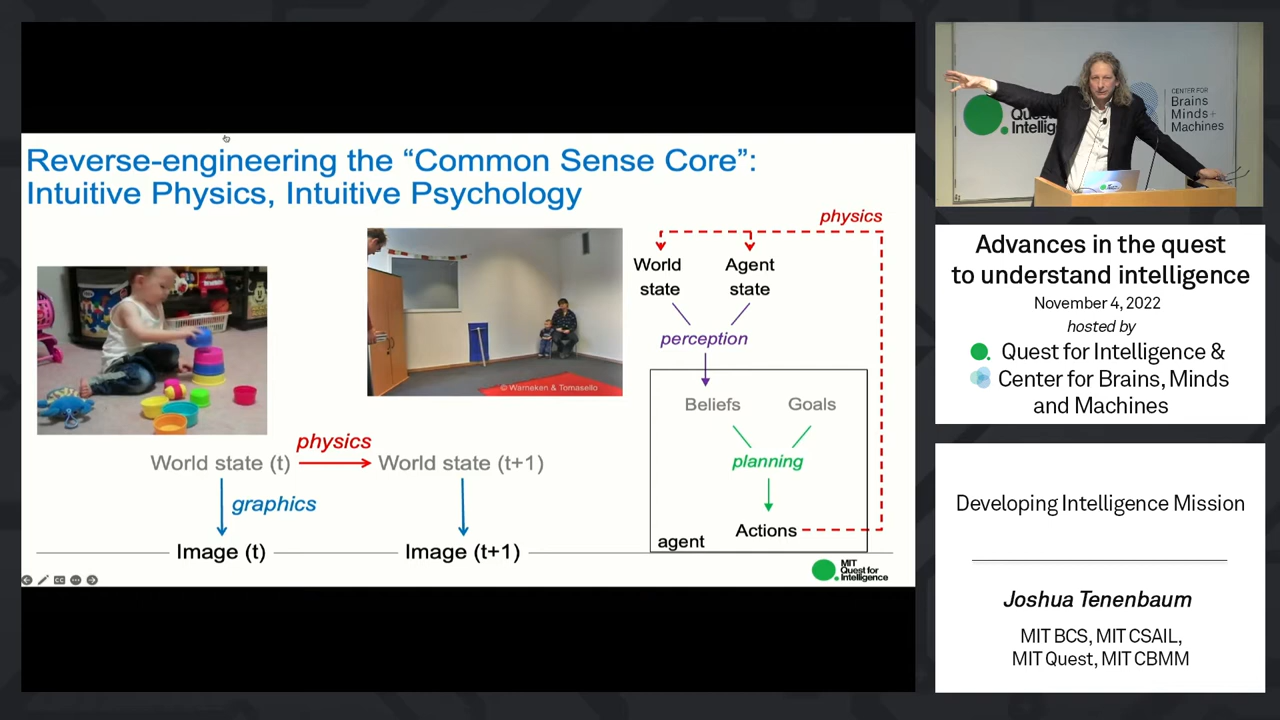 Reverse-engineering the “Common Sense Core”:
Intuitive Physics, Intuitive Psychology
© Warneken & Tomasello
physics
World state (t)
physics
World state (t+1)
graphics
Image (t)
Image (t+1)
World
state
Agent
state
perception
Beliefs
Goals
planning
Actions
agent
MIT
Quest for
Intelligence
CC
Quest for
CENTER FOR
Brains
Minds+
Machines
Advances in the quest
to understand intelligence
November 4, 2022
hosted by
Quest for Intelligence &
Center for Brains, Minds
and Machines
Developing Intelligence Mission
Joshua Tenenbaum
MIT BCS, MIT CSAIL,
MIT Quest, MIT CBMM